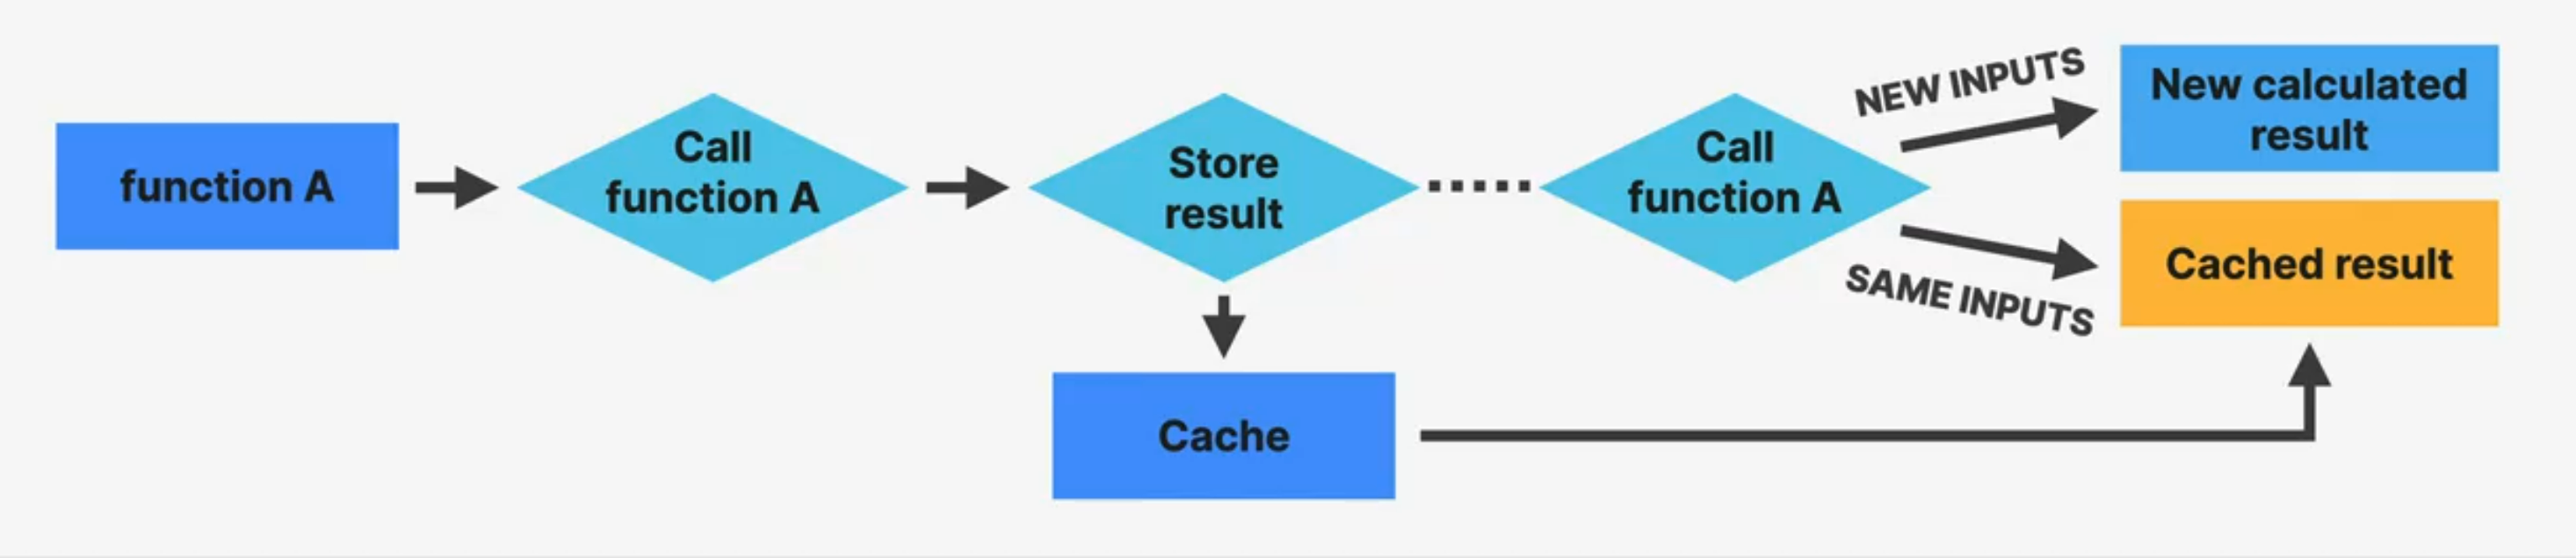 function A
Call
function A
Store
result
Call
function A
NEW INPUTS
New calculated
result
SAME INPUTS
Cached result
Cache